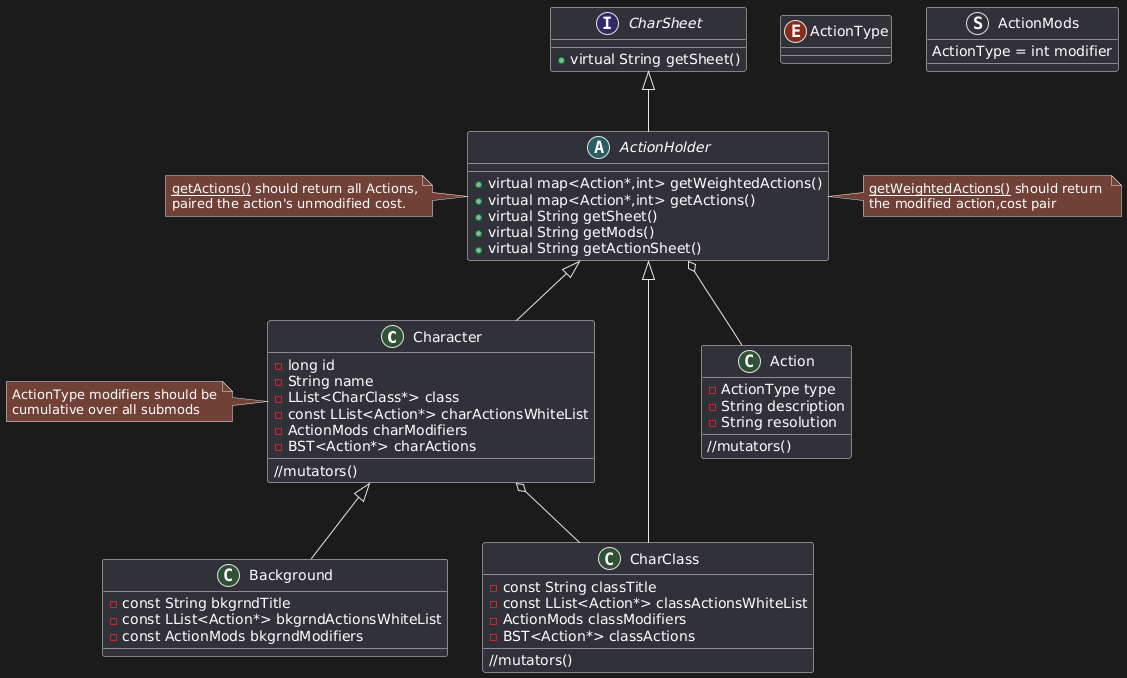 I CharSheet
virtual String getSheet()
E ActionType
S ActionMods
ActionType = int modifier
A ActionHolder
virtual map<Action*,int> getWeightedActions()
virtual map<Action*,int> getActions()
virtual String getSheet()
virtual String getMods()
virtual String getActionSheet()
getActions() should return all Actions,
paired the action's unmodified cost.
getWeightedActions() should return
the modified action,cost pair
C Character
long id
String name
LList<CharClass*> class
const LList<Action*> charActionsWhiteList
ActionMods charModifiers
BST<Action*> charActions
//mutators()
ActionType modifiers should be
cumulative over all submods
C Action
ActionType type
String description
String resolution
//mutators()
C Background
const String bkgrndTitle
const LList<Action*> bkgrndActionsWhiteList
const ActionMods bkgrndModifiers
C CharClass
const String classTitle
const LList<Action*> classActionsWhiteList
ActionMods classModifiers
BST<Action*> classActions
//mutators()